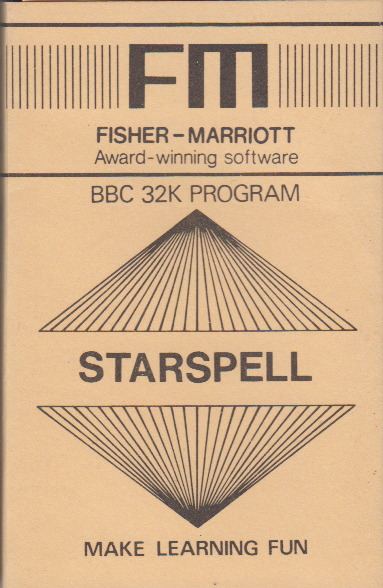 FM
FISHER-MARRIOTT
Award-winning software
BBC 32K PROGRAM
STARSPELL
MAKE LEARNING FUN